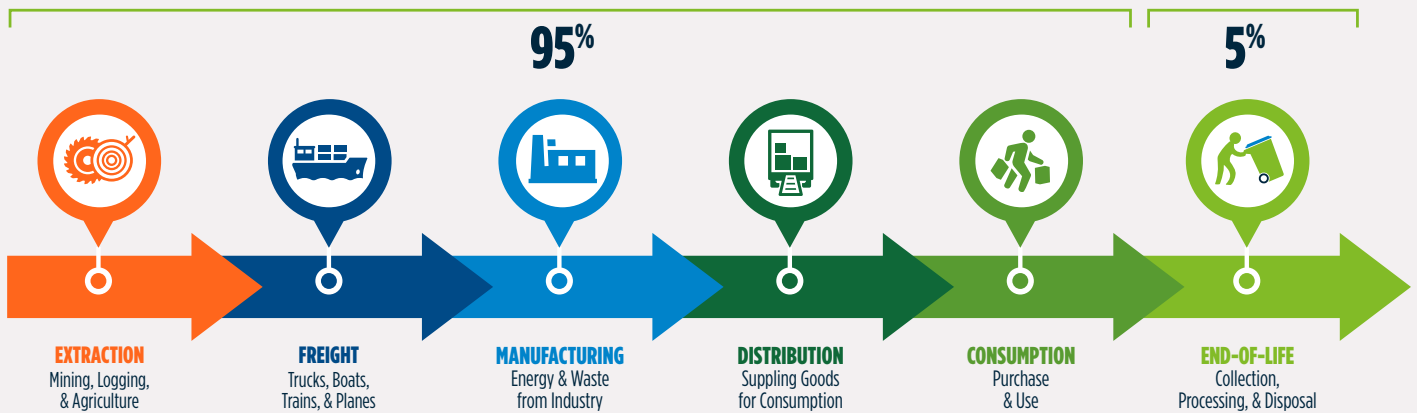 95%
5%
EXTRACTION
Mining, Logging,
& Agriculture
FREIGHT
Trucks, Boats,
Trains, & Planes
MANUFACTURING
Energy & Waste
from Industry
DISTRIBUTION
Suppling Goods
for Consumption
CONSUMPTION
Purchase
& Use
END-OF-LIFE
Collection,
Processing, & Disposal